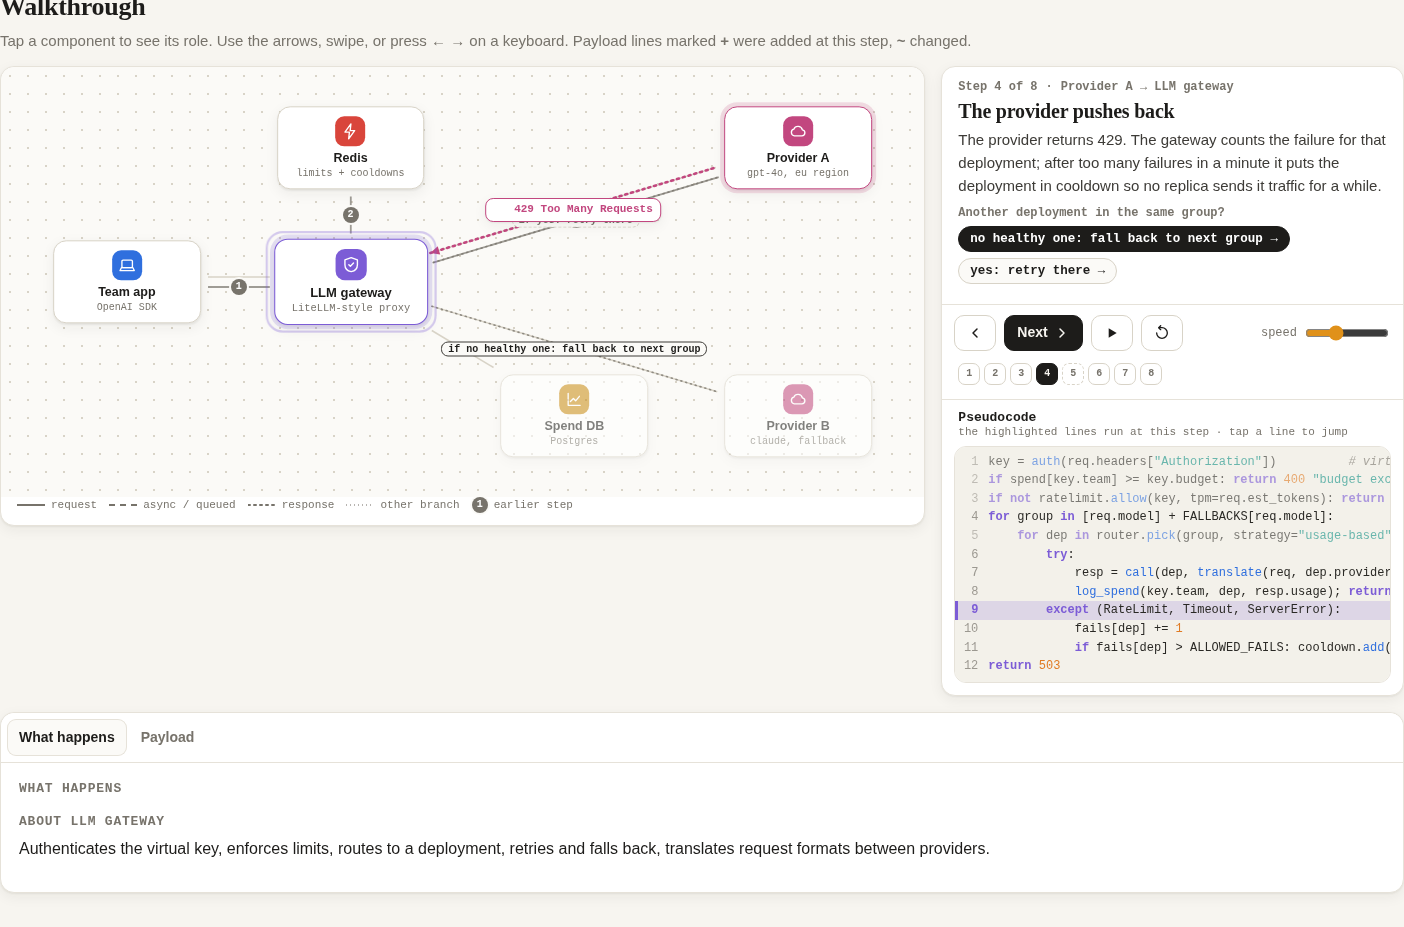 Walkthrough
Tap a component to see its role. Use the arrows, swipe, or press ← → on a keyboard. Payload lines marked + were added at this step, ~ changed.
Redis
limits + cooldowns
Provider A
gpt-4o, eu region
2
429 Too Many Requests
Team app
OpenAI SDK
1
LLM gateway
LiteLLM-style proxy
if no healthy one: fall back to next group
Spend DB
Postgres
Provider B
claude, fallback
request
async / queued
response
other branch
1 earlier step
Step 4 of 8 · Provider A → LLM gateway
The provider pushes back
The provider returns 429. The gateway counts the failure for that
deployment; after too many failures in a minute it puts the
deployment in cooldown so no replica sends it traffic for a while.
Another deployment in the same group?
no healthy one: fall back to next group →
yes: retry there →
Next
speed
1 2 3 4 5 6 7 8
Pseudocode
the highlighted lines run at this step · tap a line to jump
1 key = auth(req.headers["Authorization"]) # virt
2 if spend[key.team] >= key.budget: return 400 "budget exc
3 if not ratelimit.allow(key, tpm=req.est_tokens): return
4 for group in [req.model] + FALLBACKS[req.model]:
5 for dep in router.pick(group, strategy="usage-based"
6 try:
7 resp = call(dep, translate(req, dep.provider
8 log_spend(key.team, dep, resp.usage); return
9 except (RateLimit, Timeout, ServerError):
10 fails[dep] += 1
11 if fails[dep] > ALLOWED_FAILS: cooldown.add(
12 return 503
What happens
Payload
WHAT HAPPENS
ABOUT LLM GATEWAY
Authenticates the virtual key, enforces limits, routes to a deployment, retries and falls back, translates request formats between providers.